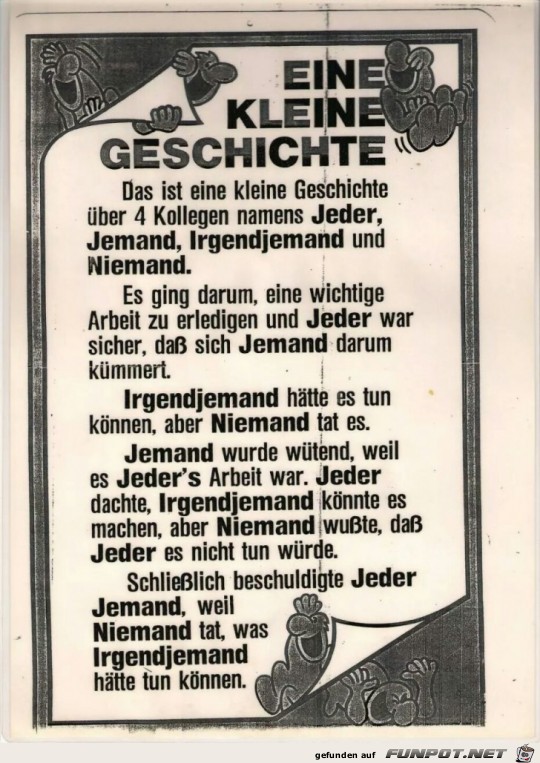 EINE
KLEINE
GESCHICHTE
Das ist eine kleine Geschichte
über 4 Kollegen namens Jeder,
Jemand, Irgendjemand und
Niemand.
Es ging darum, eine wichtige
Arbeit zu erledigen und Jeder war
sicher, daß sich Jemand darum
kümmert.
Irgendjemand hätte es tun
können, aber Niemand tat es.
Jemand wurde wütend, weil
es Jeder's Arbeit war. Jeder
dachte, Irgendjemand könnte es
machen, aber Niemand wußte, daß
Jeder es nicht tun würde.
Schließlich beschuldigte Jeder
Jemand, weil
Niemand tat, was
Irgendjemand
hätte tun können.
gefunden auf FUNPOT.NET